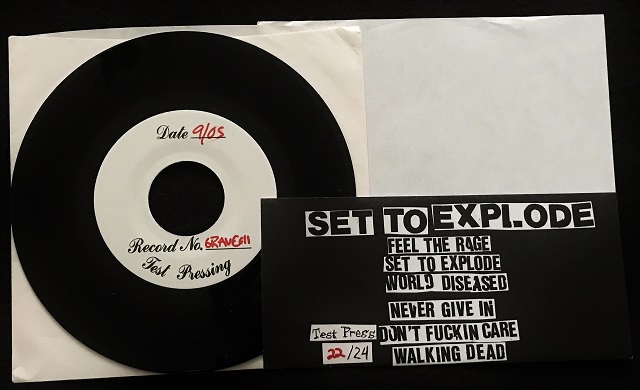 Date 9/05
Record No. GRAVE011
Test Pressing
SET TO EXPLODE
FEEL THE RAGE
SET TO EXPLODE
WORLD DISEASED
NEVER GIVE IN
DON'T FUCKIN CARE
WALKING DEAD
Test Press
22/24